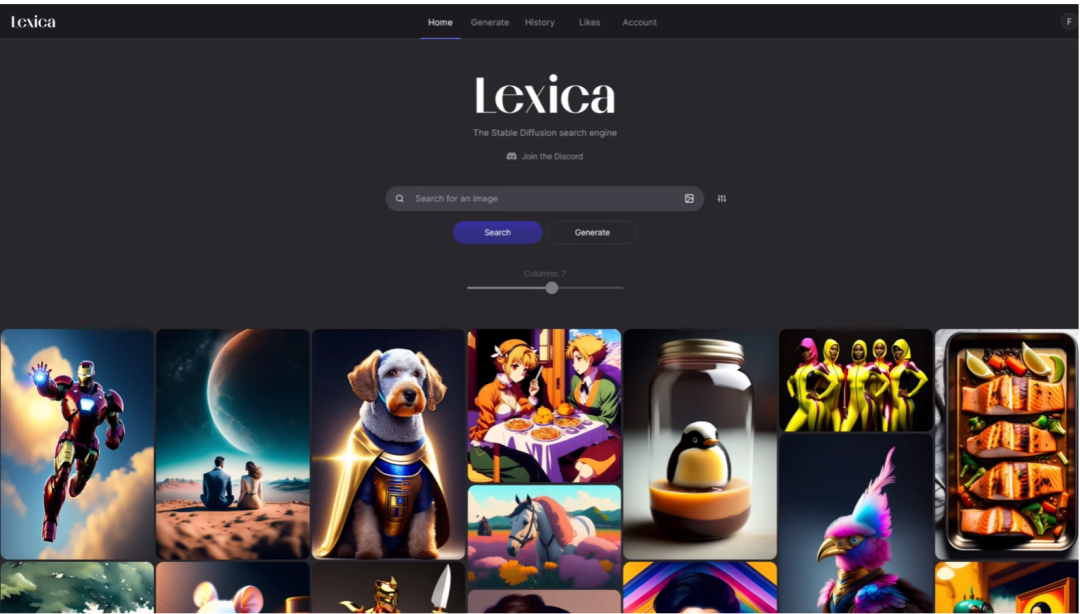 Lexica
Home Generate History Likes Account F
Lexica
The Stable Diffusion search engine
Join the Discord
Search for an image
Search Generate
Columns: 7